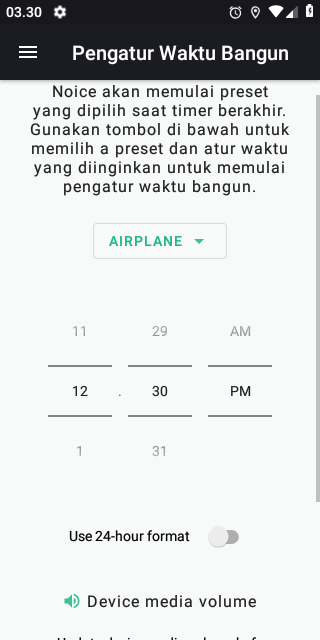 03.30
Pengatur Waktu Bangun
Noice akan memulai preset
yang dipilih saat timer berakhir.
Gunakan tombol di bawah untuk
memilih a preset dan atur waktu
yang diinginkan untuk memulai
pengatur waktu bangun.
AIRPLANE
11 29 AM
12 . 30 PM
1 31
Use 24-hour format
Device media volume